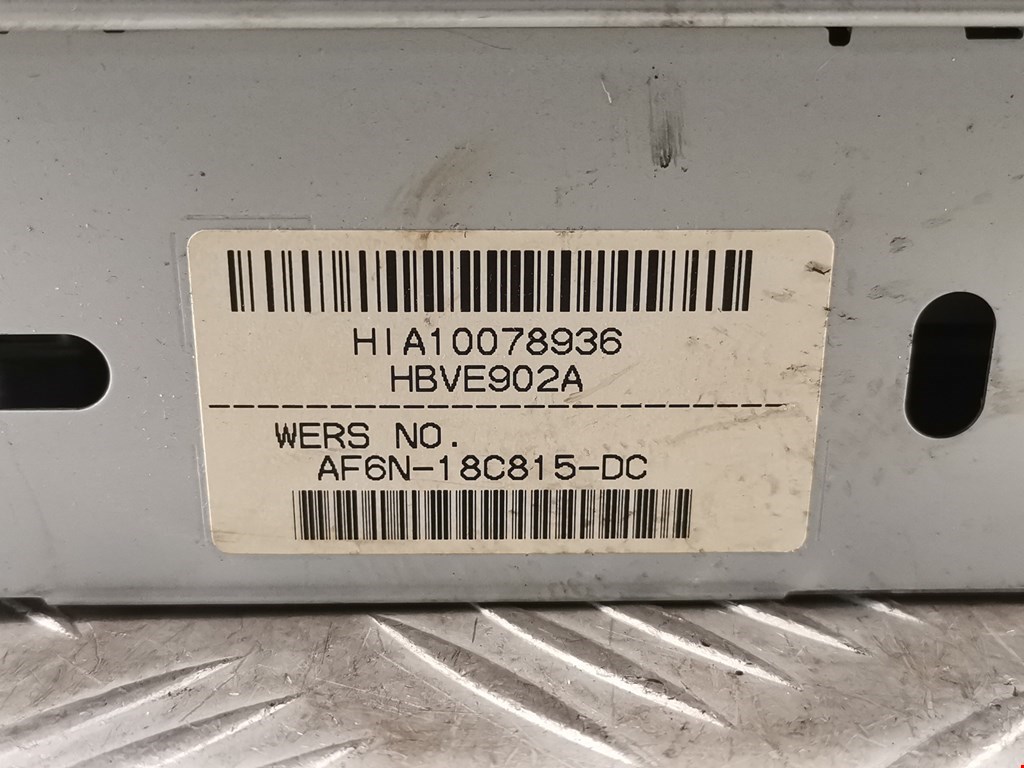 HIA10078936
HBVE902A
WERS NO.
AF6N-18C815-DC